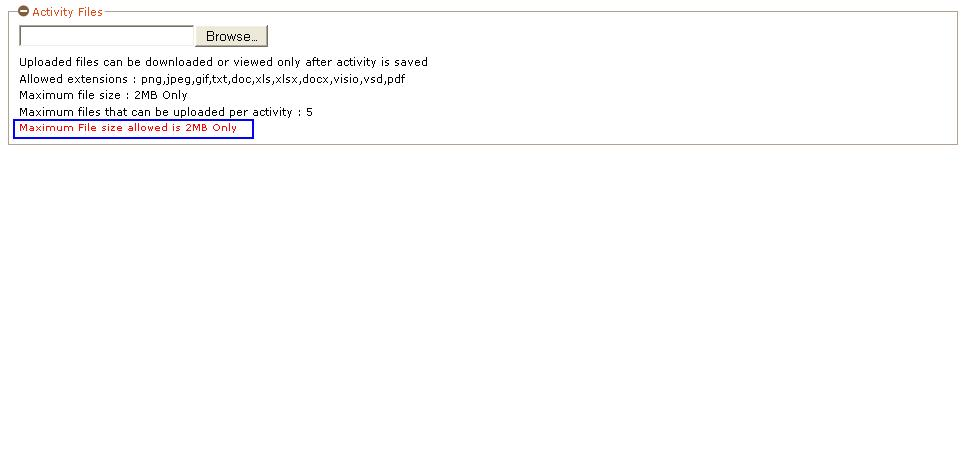 Activity Files
Browse...
Uploaded files can be downloaded or viewed only after activity is saved
Allowed extensions : png,jpeg,gif,txt,doc,xls,xlsx,docx,visio,vsd,pdf
Maximum file size : 2MB Only
Maximum files that can be uploaded per activity : 5
Maximum File size allowed is 2MB Only